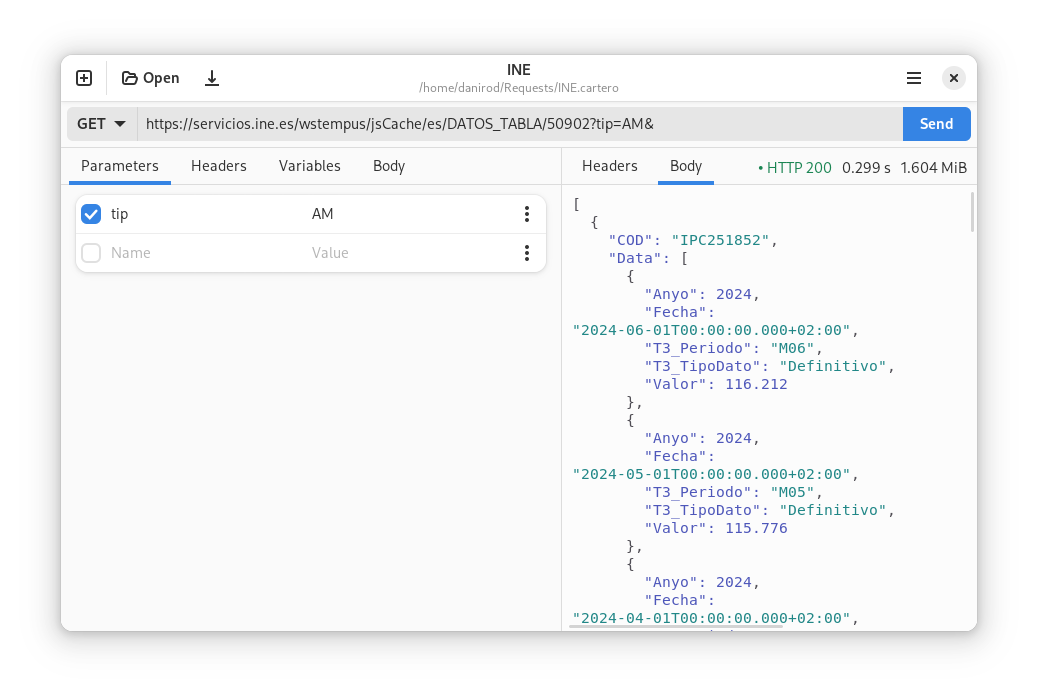 Open
INE
/home/danirod/Requests/INE.cartero
GET
https://servicios.ine.es/wstempus/jsCache/es/DATOS_TABLA/50902?tip=AM&
Send
Parameters Headers Variables Body
tip AM
Name Value
Headers Body • HTTP 200 0.299 s 1.604 MiB
[
{
"COD": "IPC251852",
"Data": [
{
"Anyo": 2024,
"Fecha":
"2024-06-01T00:00:00.000+02:00",
"T3_Periodo": "M06",
"T3_TipoDato": "Definitivo",
"Valor": 116.212
},
{
"Anyo": 2024,
"Fecha":
"2024-05-01T00:00:00.000+02:00",
"T3_Periodo": "M05",
"T3_TipoDato": "Definitivo",
"Valor": 115.776
},
{
"Anyo": 2024,
"Fecha":
"2024-04-01T00:00:00.000+02:00",